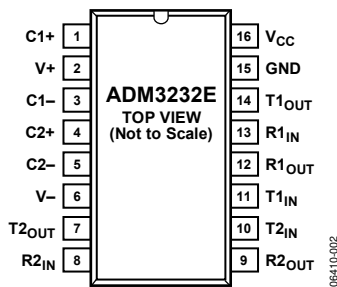 C1+ 1
V+ 2
C1– 3
C2+ 4
C2– 5
V– 6
T2OUT 7
R2IN 8
ADM3232E
TOP VIEW
(Not to Scale)
16 VCC
15 GND
14 T1OUT
13 R1IN
12 R1OUT
11 T1IN
10 T2IN
9 R2OUT
06410-002